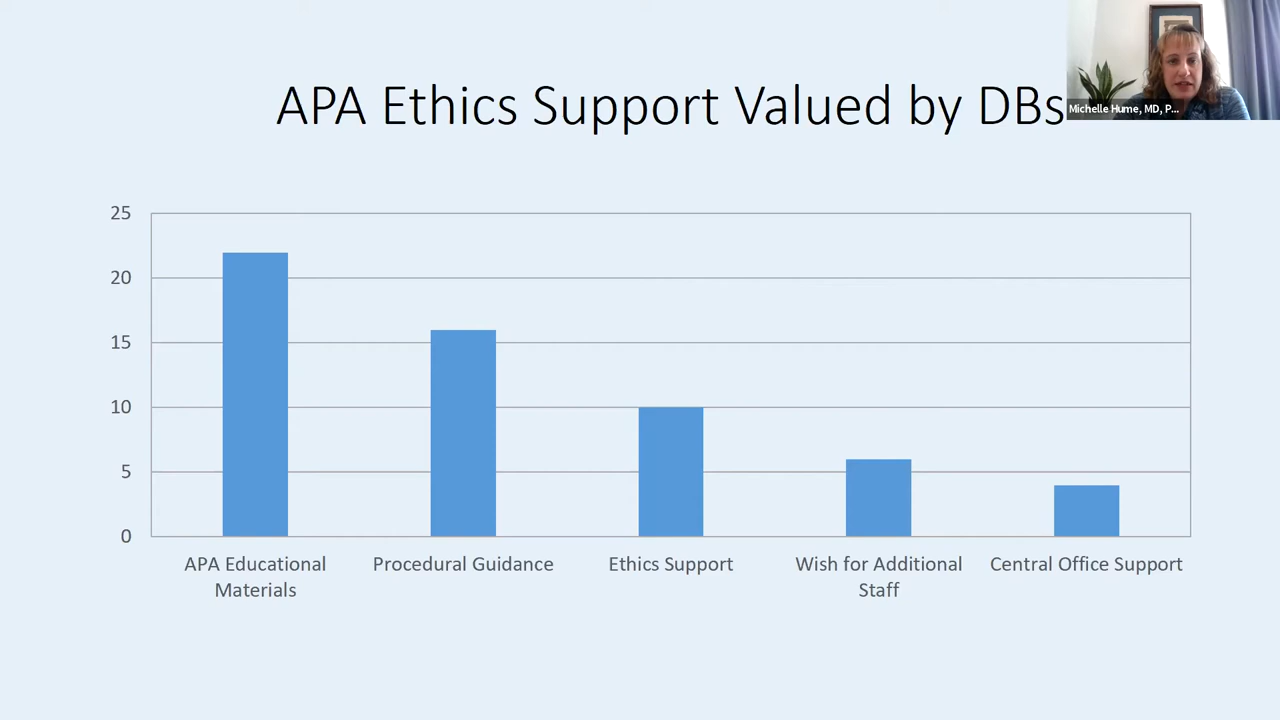 APA Ethics Support Valued by DBs
Michelle Hume, MD, P...
25
20
15
10
5
0
APA Educational
Materials
Procedural Guidance
Ethics Support
Wish for Additional
Staff
Central Office Support